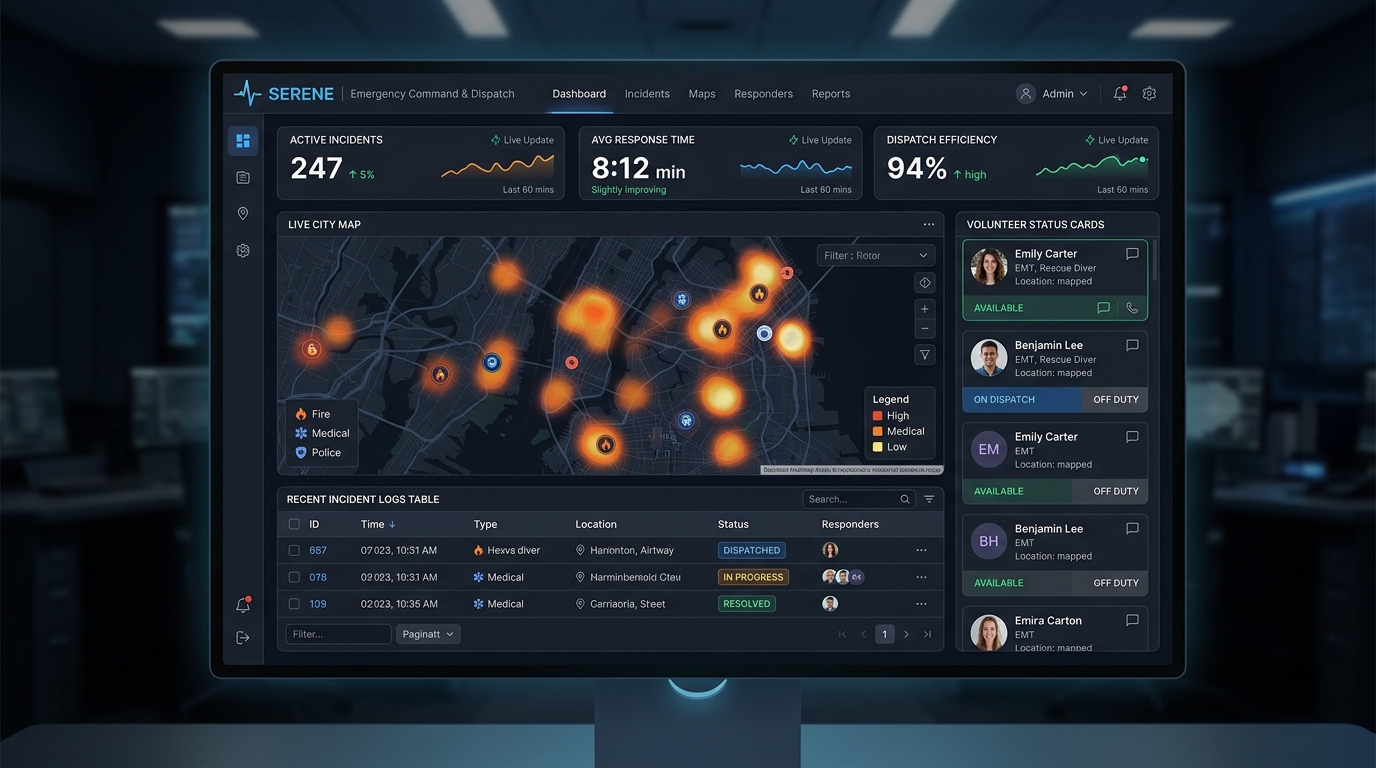 SERENE
Emergency Command & Dispatch
Dashboard
Incidents
Maps
Responders
Reports
Admin
ACTIVE INCIDENTS
Live Update
247
↑ 5%
Last 60 mins
AVG RESPONSE TIME
Live Update
8:12 min
Slightly improving
Last 60 mins
DISPATCH EFFICIENCY
Live Update
94%
↑ high
Last 60 mins
LIVE CITY MAP
Filter :
Fire
Medical
Police
Legend
High
Medical
Low
VOLUNTEER STATUS CARDS
Emily Carter
EMT, Rescue Diver
Location: mapped
AVAILABLE
Benjamin Lee
EMT, Rescue Diver
Location: mapped
ON DISPATCH
OFF DUTY
EM
Emily Carter
EMT
Location: mapped
AVAILABLE
OFF DUTY
BH
Benjamin Lee
EMT
Location: mapped
AVAILABLE
OFF DUTY
Emira Carton
EMT
Location: mapped
RECENT INCIDENT LOGS TABLE
Search...
ID
Time ↓
Type
Location
Status
Responders
867
07023, 10:31 AM
Hexvs diver
Hanionton, Airtway
DISPATCHED
078
02023, 10:31 AM
Medical
Harminbemold
IN PROGRESS
109
02023, 10:35 AM
Medical
Carriaoria, Street
RESOLVED
Filter...
Paginatt
1